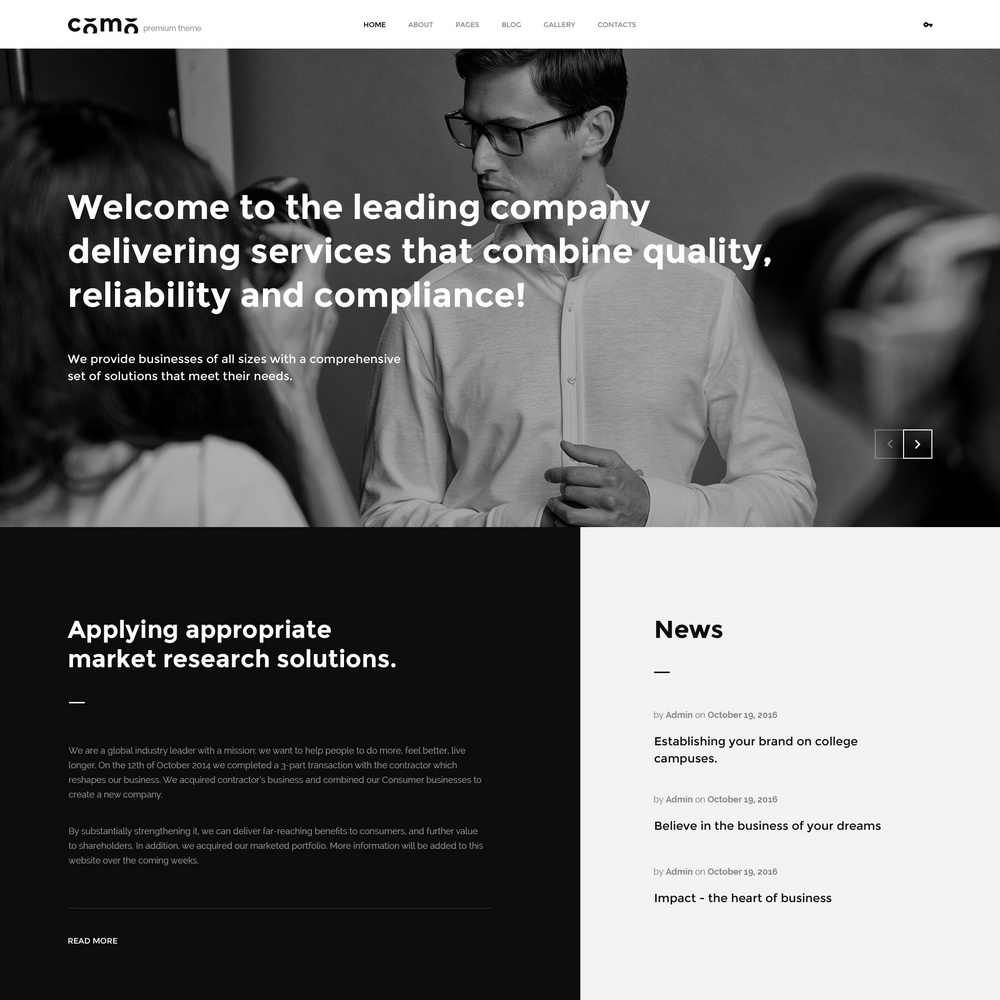 como premium theme
HOME ABOUT PAGES BLOG GALLERY CONTACTS
Welcome to the leading company
delivering services that combine quality,
reliability and compliance!
We provide businesses of all sizes with a comprehensive
set of solutions that meet their needs.
Applying appropriate
market research solutions.
We are a global industry leader with a mission: we want to help people to do more, feel better, live
longer. On the 12th of October 2014 we completed a 3-part transaction with the contractor which
reshapes our business. We acquired contractor's business and combined our Consumer businesses to
create a new company.
By substantially strengthening it, we can deliver far-reaching benefits to consumers, and further value
to shareholders. In addition, we acquired our marketed portfolio. More information will be added to this
website over the coming weeks.
READ MORE
News
by Admin on October 19, 2016
Establishing your brand on college
campuses.
by Admin on October 19, 2016
Believe in the business of your dreams
by Admin on October 19, 2016
Impact - the heart of business